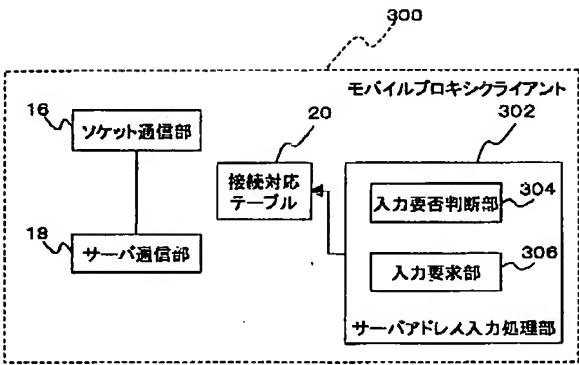 300
モバイルプロキシクライアント
16
ソケット通信部
20
接続対応
テーブル
302
入力要否判断部
304
18
サーバ通信部
入力要求部
306
サーバアドレス入力処理部